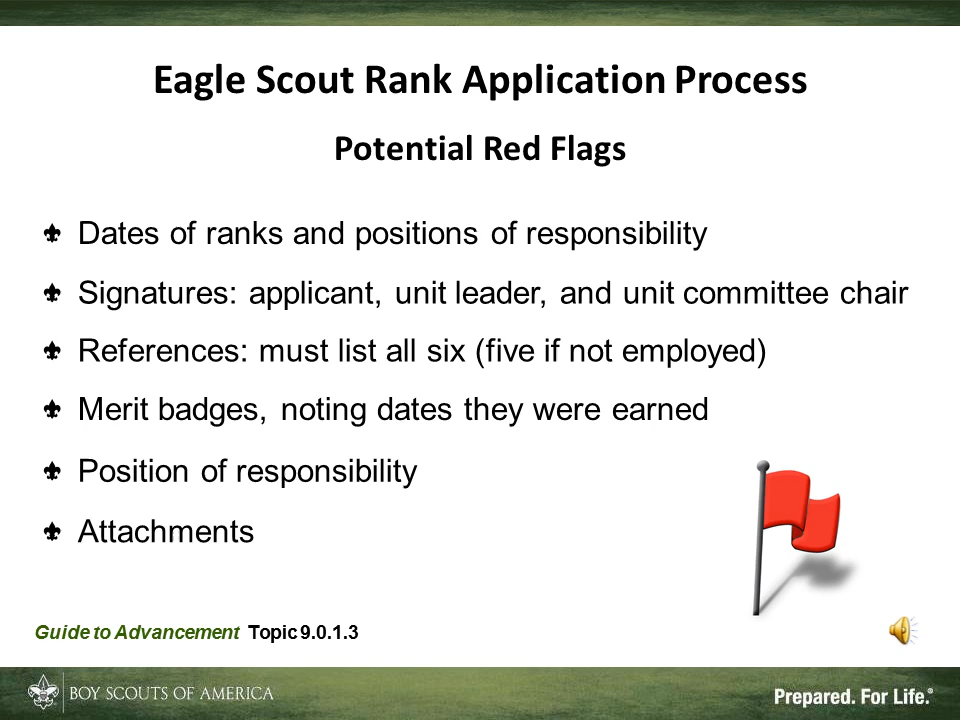 Eagle Scout Rank Application Process
Potential Red Flags
Dates of ranks and positions of responsibility
Signatures: applicant, unit leader, and unit committee chair
References: must list all six (five if not employed)
Merit badges, noting dates they were earned
Position of responsibility
Attachments
Guide to Advancement Topic 9.0.1.3
BOY SCOUTS OF AMERICA
Prepared. For Life.®